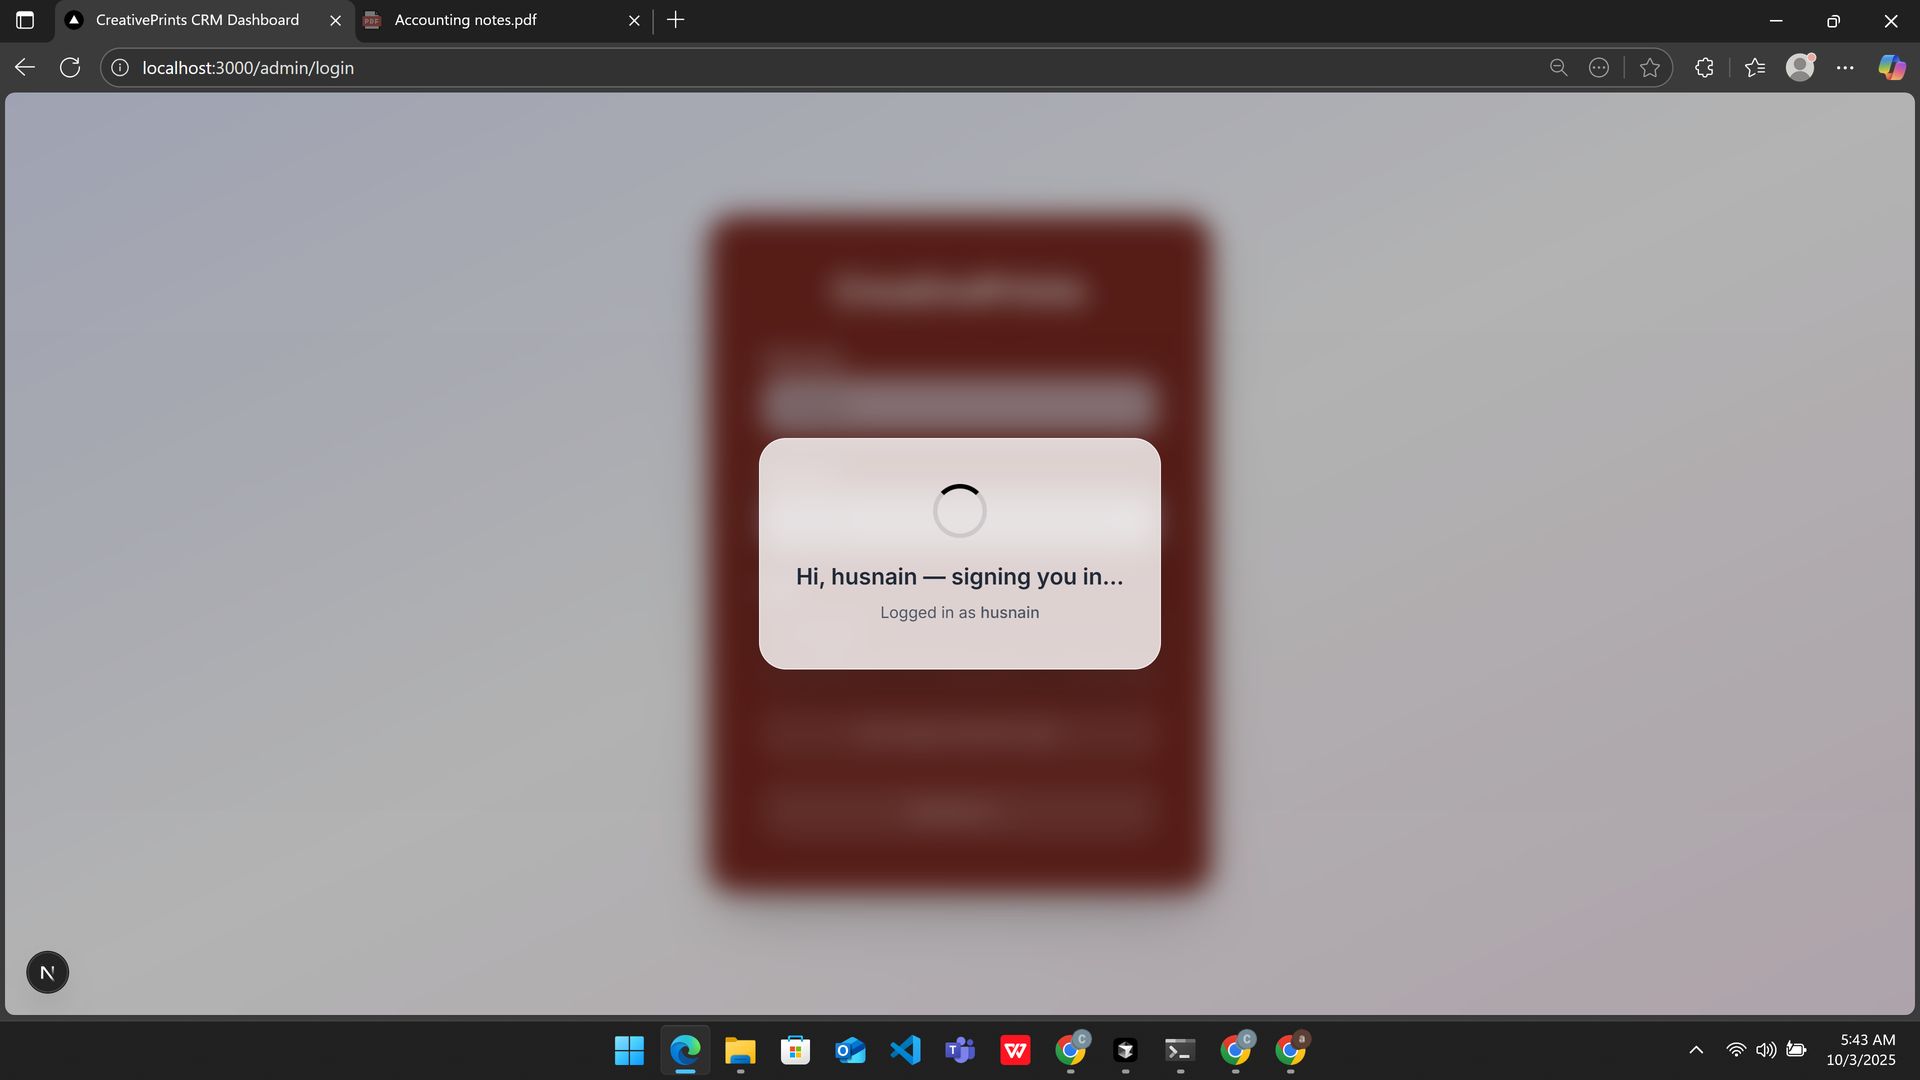 CreativePrints CRM Dashboard
PDF
Accounting notes.pdf
localhost:3000/admin/login
Hi, husnain — signing you in...
Logged in as husnain
N
C
C
a
5:43 AM
10/3/2025